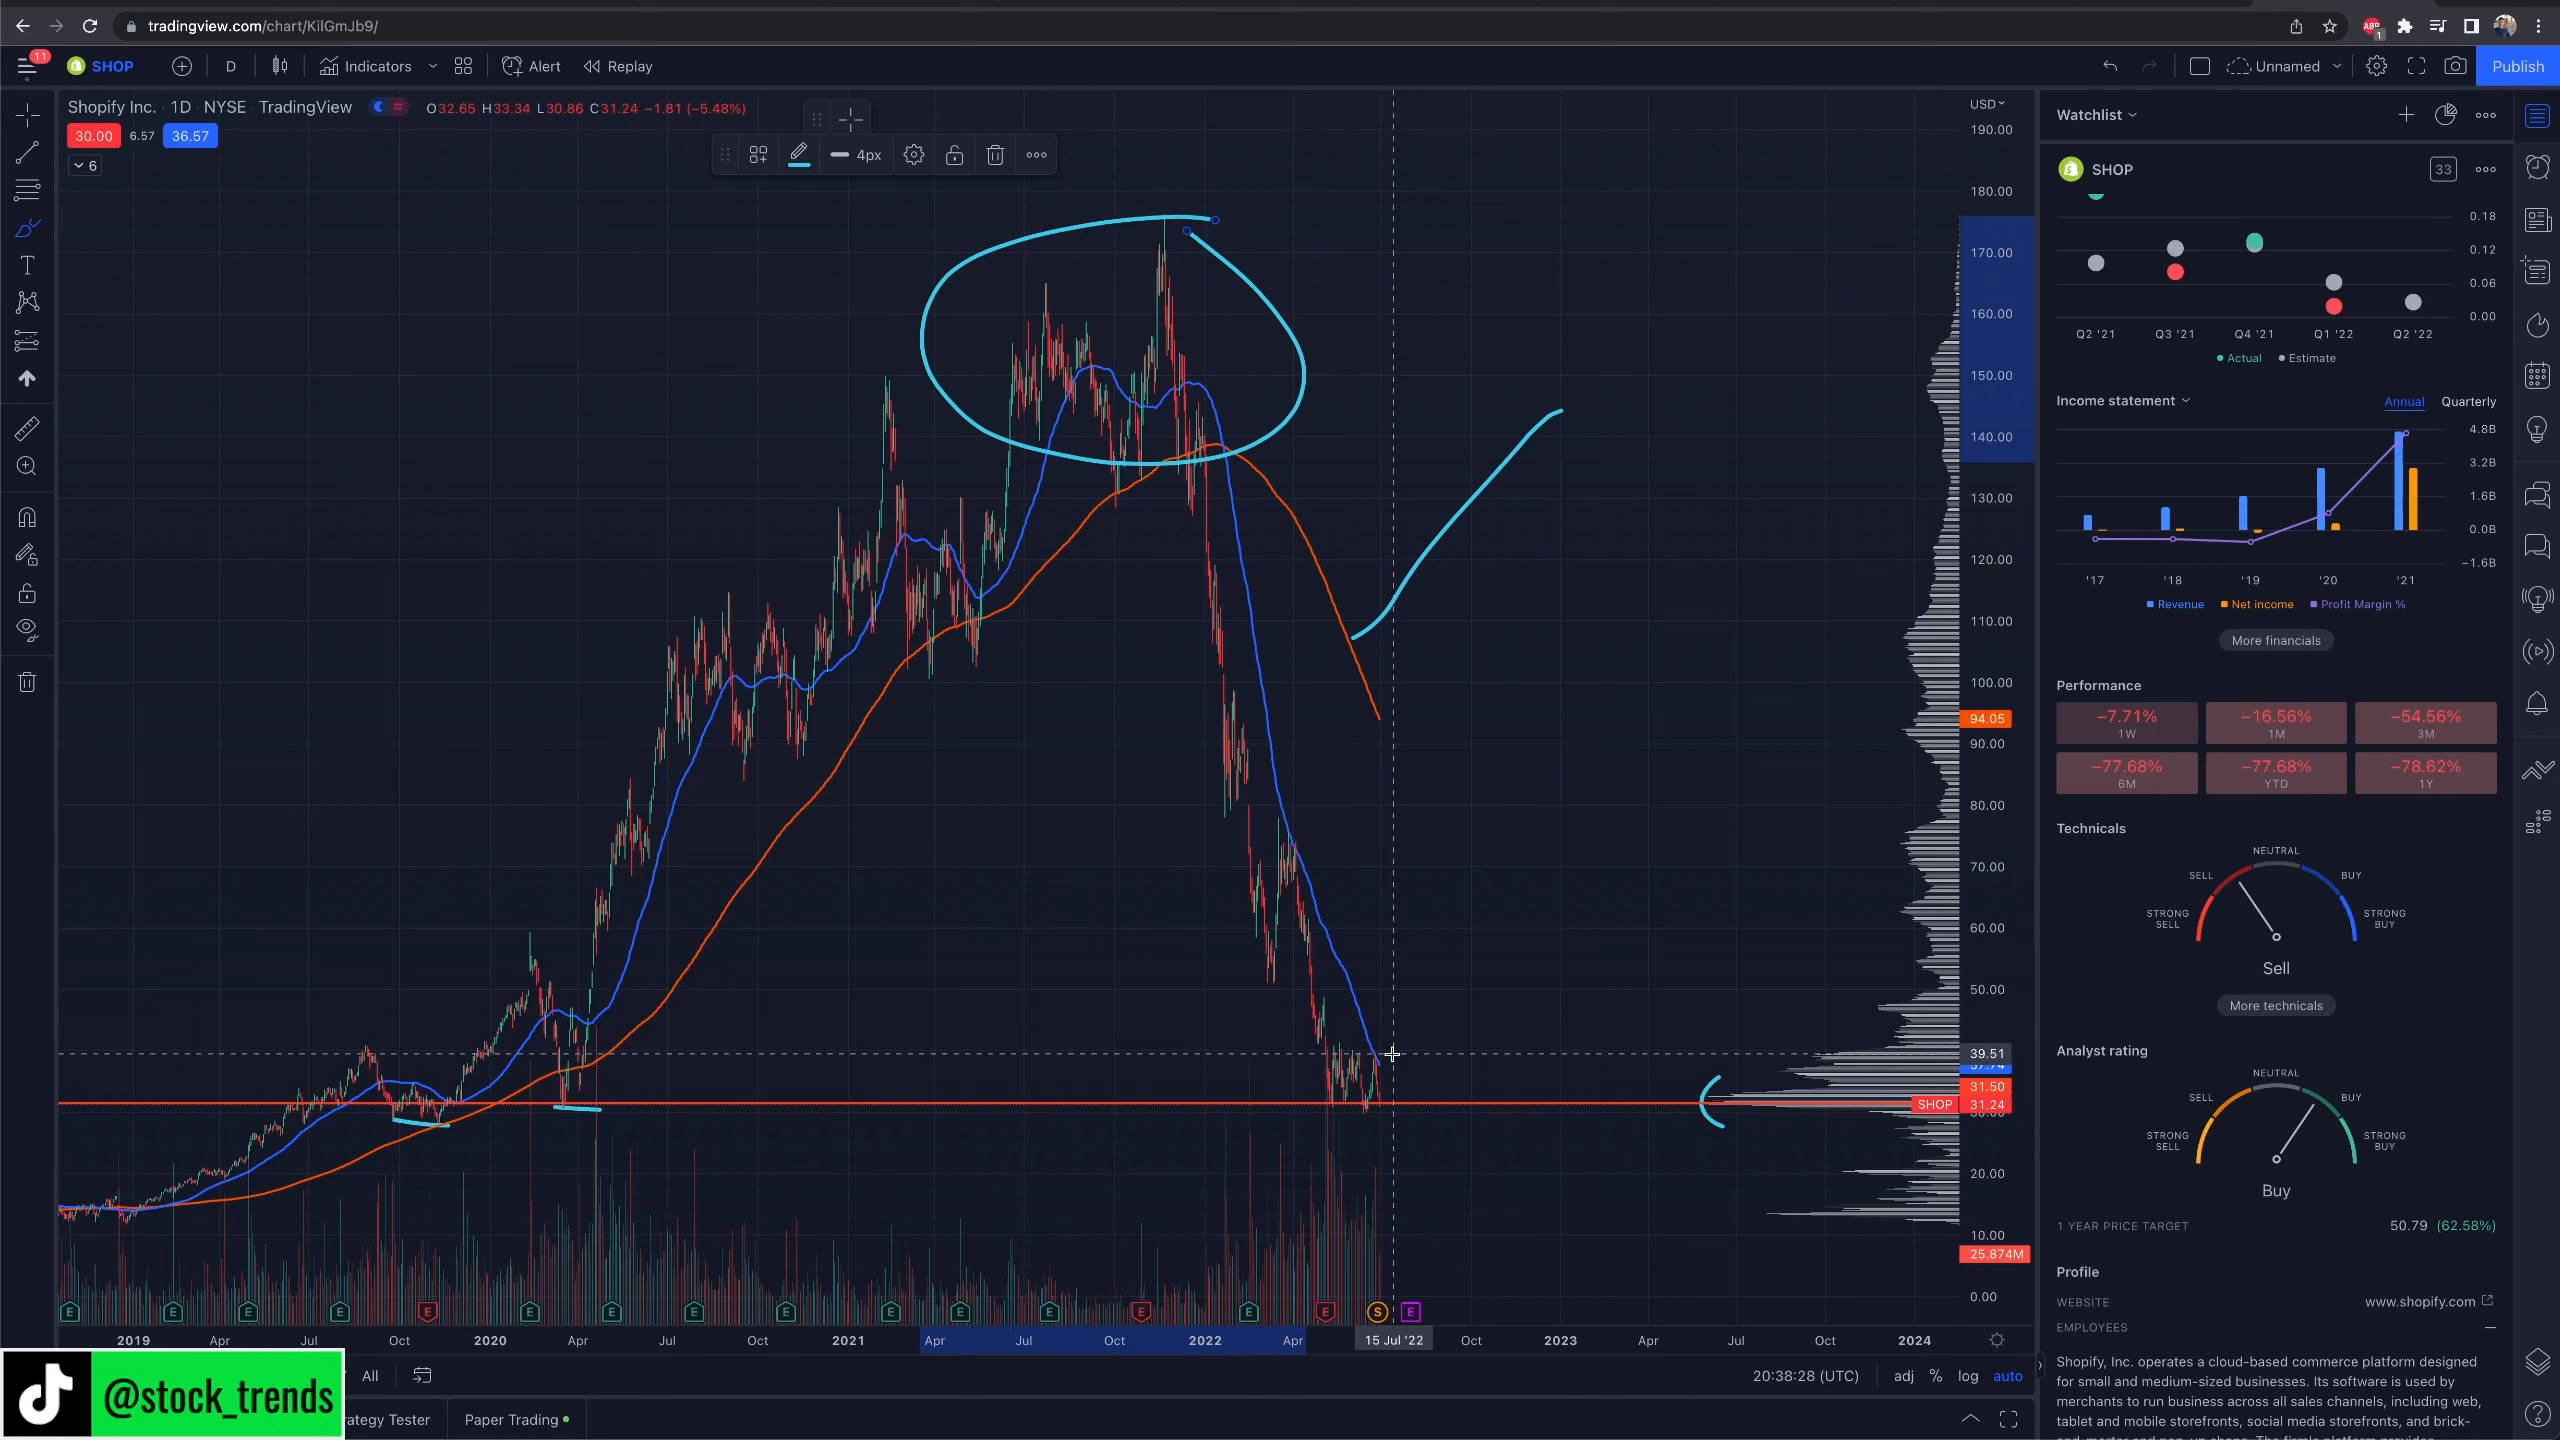 tradingview.com/chart/KilGmJb9/
ABP
1
11
SHOP
D
Indicators
Alert
Replay
Unnamed
Publish
Shopify Inc. 1D NYSE TradingView
O32.65 H33.34 L30.86 C31.24 −1.81 (−5.48%)
30.00 6.57 36.57
6
4px
USD
190.00
180.00
170.00
160.00
150.00
140.00
130.00
120.00
110.00
100.00
94.05
90.00
80.00
70.00
60.00
50.00
39.51
37.74
31.50
SHOP 31.24
20.00
10.00
25.874M
0.00
E E E E E E E E E E E E E E E S E
2019 Apr Jul Oct 2020 Apr Jul Oct 2021 Apr Jul Oct 2022 Apr 15 Jul '22 Oct 2023 Apr Jul Oct 2024
All
20:38:28 (UTC) adj % log auto
@stock_trends
rategy Tester Paper Trading
Watchlist
SHOP
33
0.18
0.12
0.06
0.00
Q2 '21 Q3 '21 Q4 '21 Q1 '22 Q2 '22
Actual Estimate
Income statement Annual Quarterly
4.8B
3.2B
1.6B
0.0B
−1.6B
'17 '18 '19 '20 '21
Revenue Net income Profit Margin %
More financials
Performance
−7.71% −16.56% −54.56%
1W 1M 3M
−77.68% −77.68% −78.62%
6M YTD 1Y
Technicals
NEUTRAL
SELL BUY
STRONG SELL STRONG BUY
Sell
More technicals
Analyst rating
NEUTRAL
SELL BUY
STRONG SELL STRONG BUY
Buy
1 YEAR PRICE TARGET 50.79 (62.58%)
Profile
WEBSITE www.shopify.com
EMPLOYEES —
Shopify, Inc. operates a cloud-based commerce platform designed
for small and medium-sized businesses. Its software is used by
merchants to run business across all sales channels, including web,
tablet and mobile storefronts, social media storefronts, and brick-